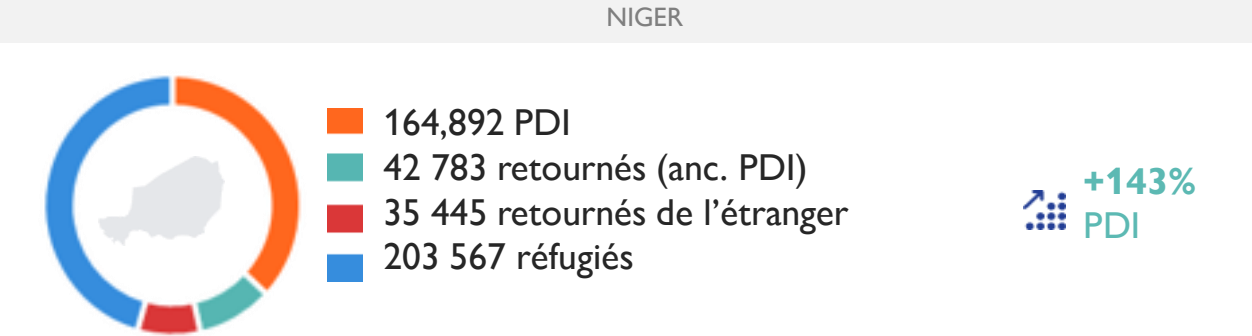 NIGER
164,892 PDI
42 783 retournés (anc. PDI)
35 445 retournés de l’étranger
203 567 réfugiés
+143%
PDI